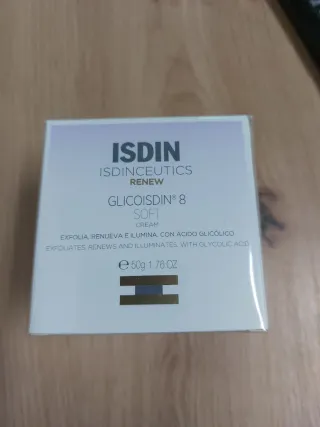 ISDIN
ISDINCEUTICS
RENEW
GLICOISDIN® 8
SOFT
CREAM
EXFOLIA, RENUEVA E ILUMINA, CON ÁCIDO GLICÓLICO
EXFOLIATES, RENEWS AND ILLUMINATES, WITH GLYCOLIC ACID
℮ 50g 1.76 OZ